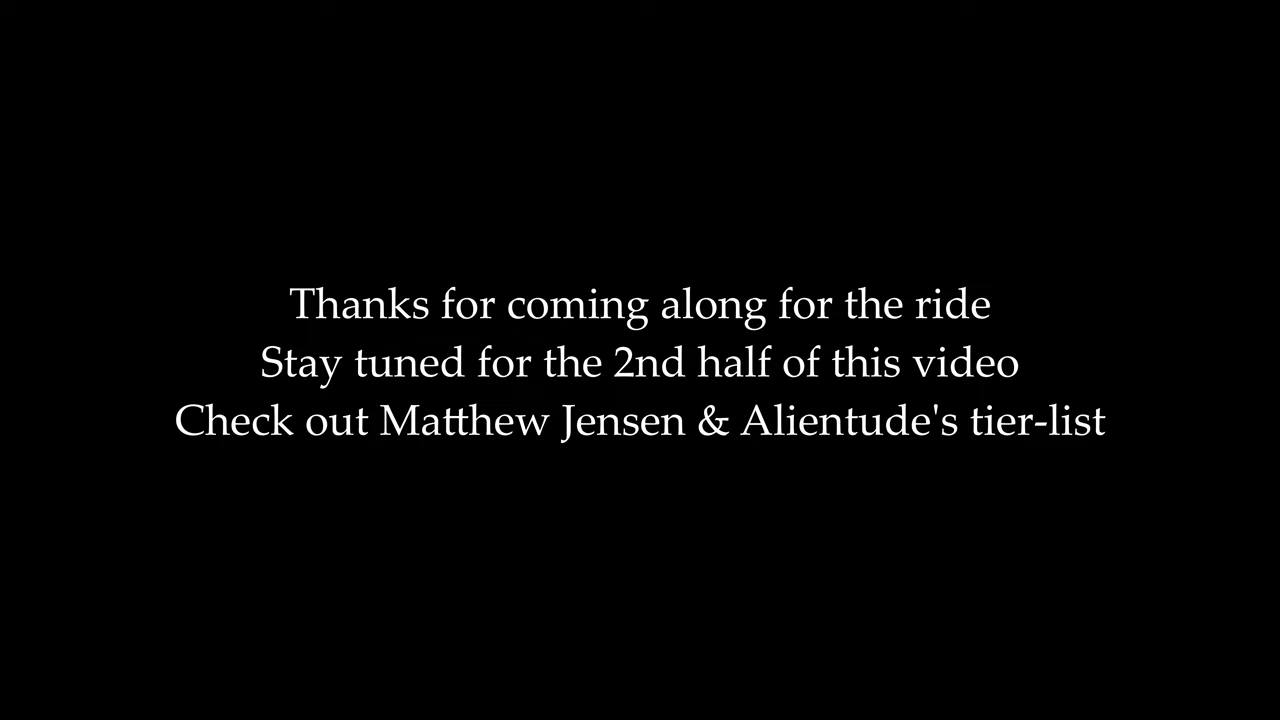 Thanks for coming along for the ride
Stay tuned for the 2nd half of this video
Check out Matthew Jensen & Alientude's tier-list